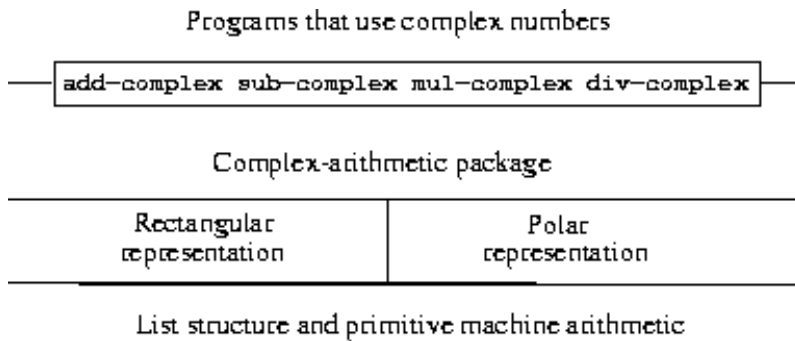 Programs that use complex numbers
add-complex sub-complex mul-complex div-complex
Complex-arithmetic package
Rectangular
representation
Polar
representation
List structure and primitive machine arithmetic